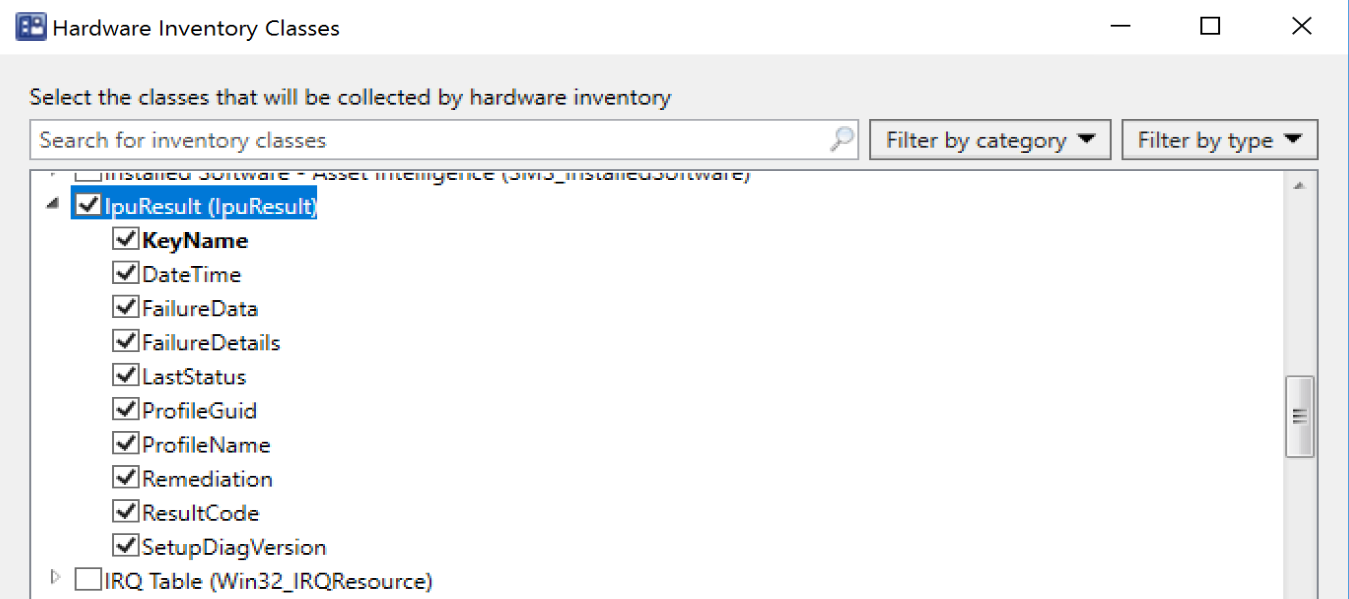 Hardware Inventory Classes
Select the classes that will be collected by hardware inventory
Search for inventory classes
Filter by category
Filter by type
Installed Software - Asset Intelligence (SMS_InstalledSoftware)
IpuResult (IpuResult)
KeyName
DateTime
FailureData
FailureDetails
LastStatus
ProfileGuid
ProfileName
Remediation
ResultCode
SetupDiagVersion
IRQ Table (Win32_IRQResource)